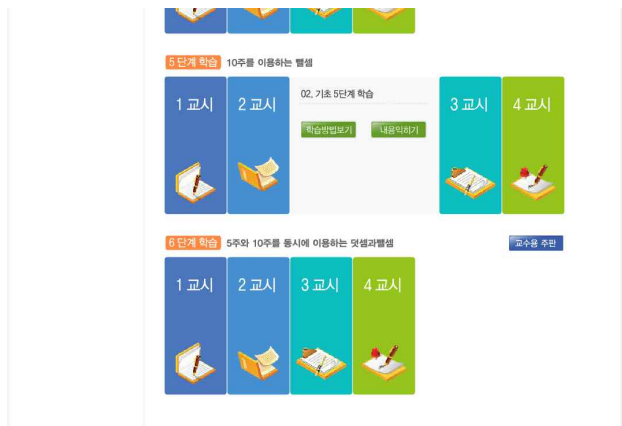 5단계 학습 10주를 이용하는 뺄셈
1 교시 2 교시 02. 기초 5단계 학습 3 교시 4 교시
학습방법보기 내용익히기
6단계 학습 5주와 10주를 동시에 이용하는 덧셈과뺄셈 교수용 주판
1 교시 2 교시 3 교시 4 교시